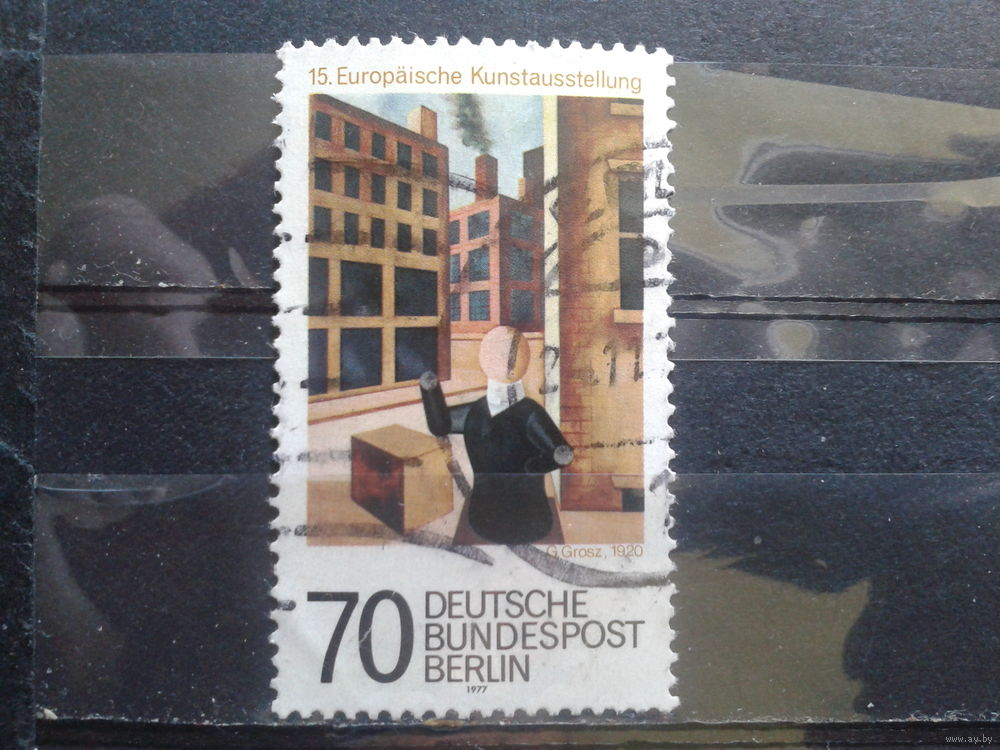 15. Europäische Kunstausstellung
G. Grosz, 1920
70
DEUTSCHE
BUNDESPOST
BERLIN
1977
www.ay.by